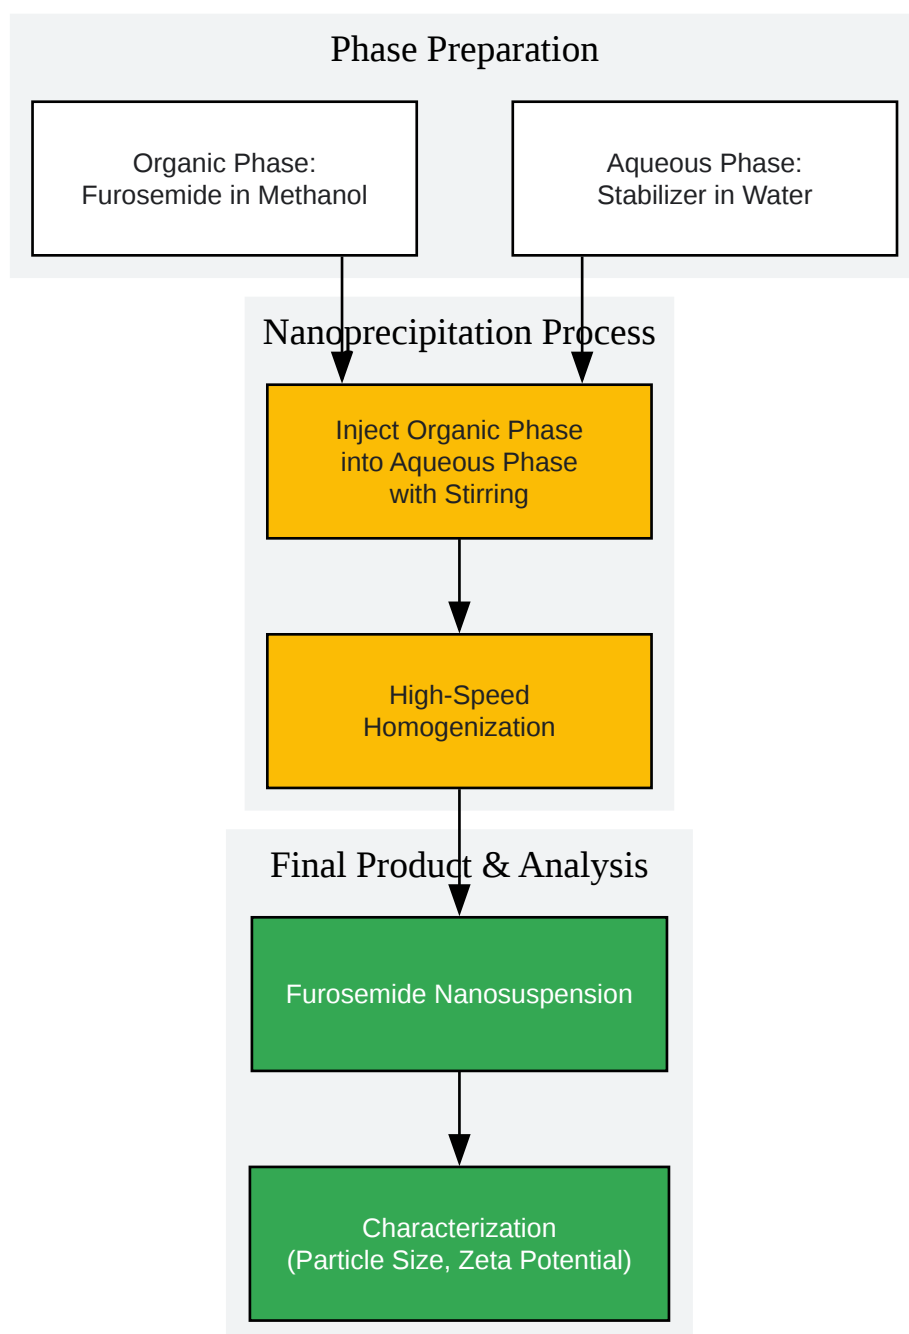 Phase Preparation
Organic Phase:
Furosemide in Methanol
Aqueous Phase:
Stabilizer in Water
Nanoprecipitation Process
Inject Organic Phase
into Aqueous Phase
with Stirring
High-Speed
Homogenization
Final Product & Analysis
Furosemide Nanosuspension
Characterization
(Particle Size, Zeta Potential)